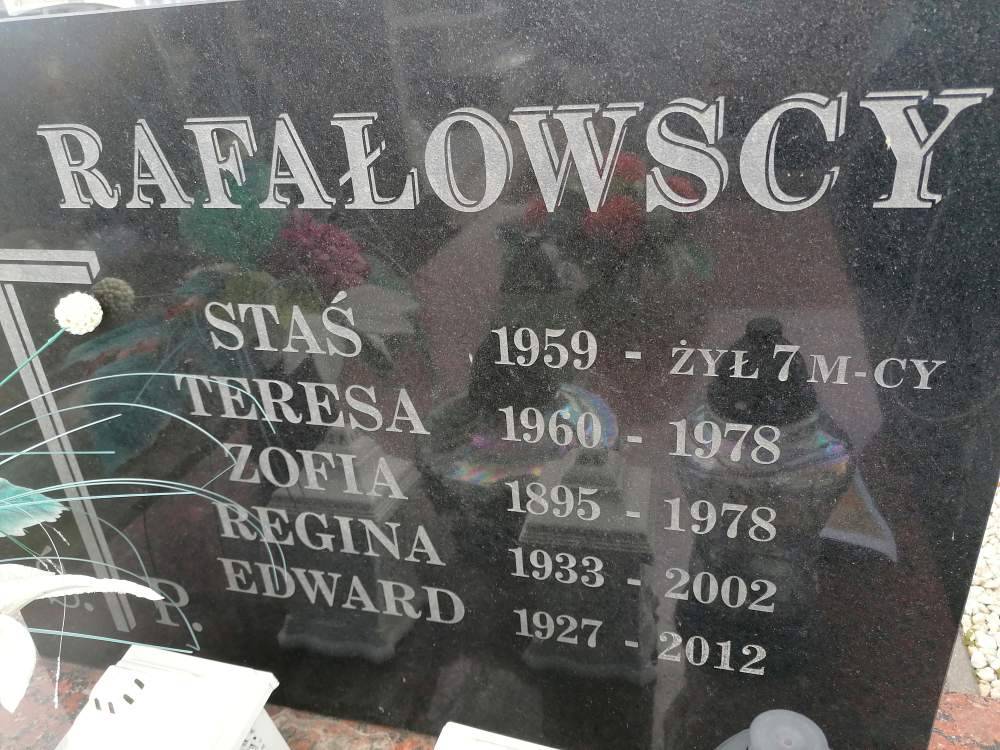 RAFAŁOWSCY
STAŚ 1959 - ŻYŁ 7 M-CY
TERESA 1960 - 1978
ZOFIA 1895 - 1978
REGINA 1933 - 2002
EDWARD 1927 - 2012
Ś. P.